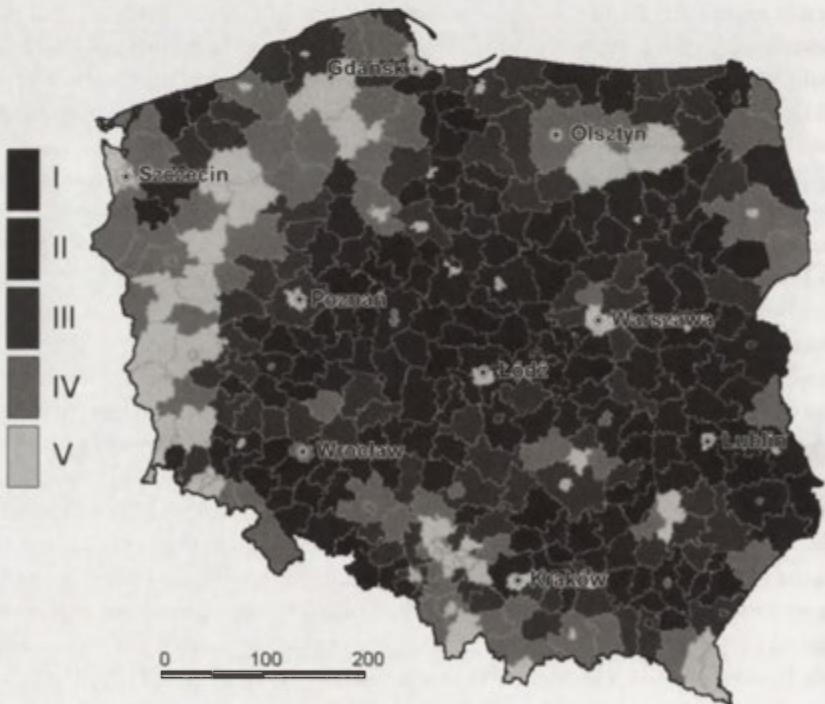 Gdańsk
Olsztyn
Szczecin
I
II
III
IV
V
Poznań
Warszawa
Łódź
Wrocław
Lublin
Kraków
0 100 200